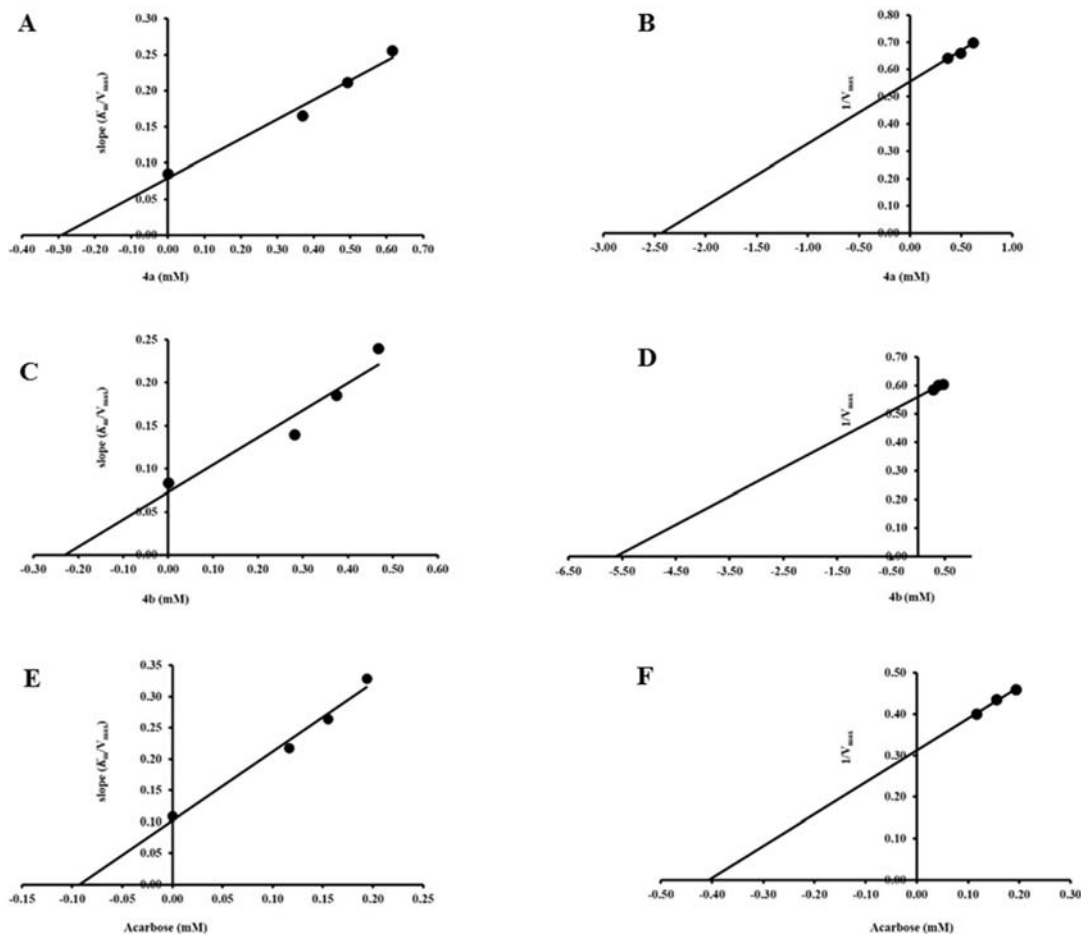 A
slope (Km/Vmax)
0.30
0.25
0.20
0.15
0.10
0.05
0.00
-0.40 -0.30 -0.20 -0.10 0.00 0.10 0.20 0.30 0.40 0.50 0.60 0.70
4a (mM)
B
1/Vmax
1/80
0.70
0.60
0.50
0.40
0.30
0.20
0.10
0.00
-3.00 -2.50 -2.00 -1.50 -1.00 -0.50 0.00 0.50 1.00
4a (mM)
C
slope (Km/Vmax)
0.25
0.20
0.15
0.10
0.05
0.00
-0.30 -0.20 -0.10 0.00 0.10 0.20 0.30 0.40 0.50 0.60
4b (mM)
D
1/Vmax
0.70
0.60
0.50
0.40
0.30
0.20
0.10
0.00
-6.50 -5.50 -4.50 -3.50 -2.50 -1.50 -0.50 0.50
4b (mM)
E
slope (Km/Vmax)
0.35
0.30
0.25
0.20
0.15
0.10
0.05
0.00
-0.15 -0.10 -0.05 0.00 0.05 0.10 0.15 0.20 0.25
Acarbose (mM)
F
1/Vmax
0.50
0.40
0.30
0.20
0.10
0.00
-0.50 -0.40 -0.30 -0.20 -0.10 0.00 0.10 0.20 0.30
Acarbose (mM)